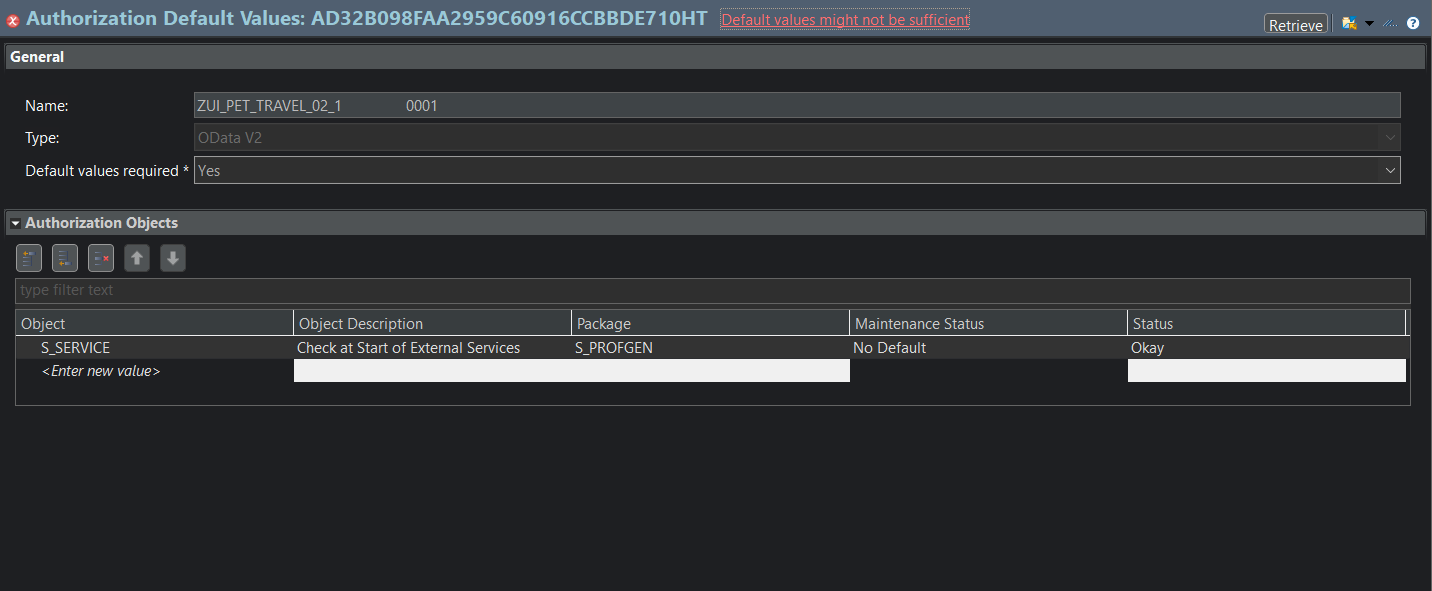 Authorization Default Values: AD32B098FAA2959C60916CCBBDE710HT Default values might not be sufficient Retrieve
General
Name: ZUI_PET_TRAVEL_02_1 0001
Type: OData V2
Default values required * Yes
Authorization Objects
type filter text
Object Object Description Package Maintenance Status Status
S_SERVICE Check at Start of External Services S_PROFGEN No Default Okay
<Enter new value>